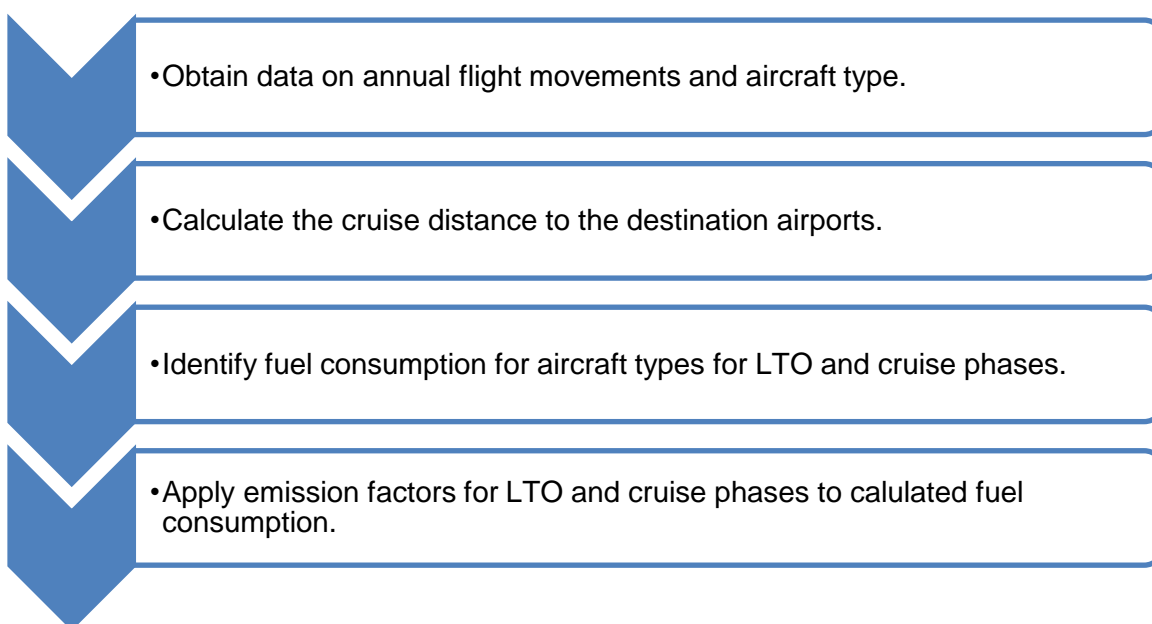 •Obtain data on annual flight movements and aircraft type.
•Calculate the cruise distance to the destination airports.
•Identify fuel consumption for aircraft types for LTO and cruise phases.
•Apply emission factors for LTO and cruise phases to calulated fuel
consumption.